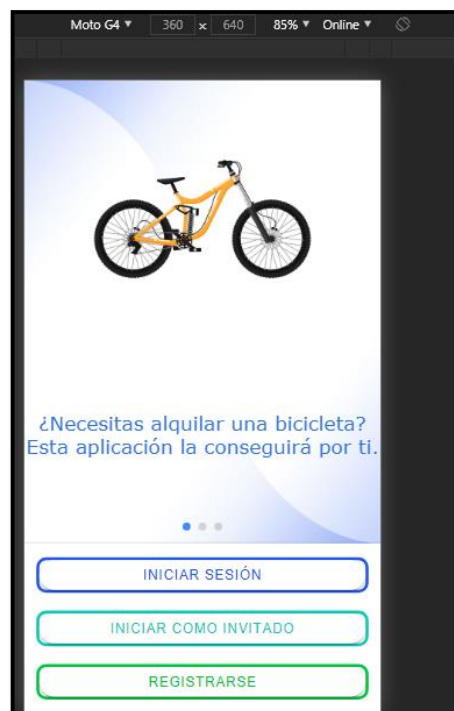 Moto G4 ▼ 360 x 640 85% ▼ Online ▼
¿Necesitas alquilar una bicicleta?
Esta aplicación la conseguirá por ti.
INICIAR SESIÓN
INICIAR COMO INVITADO
REGISTRARSE